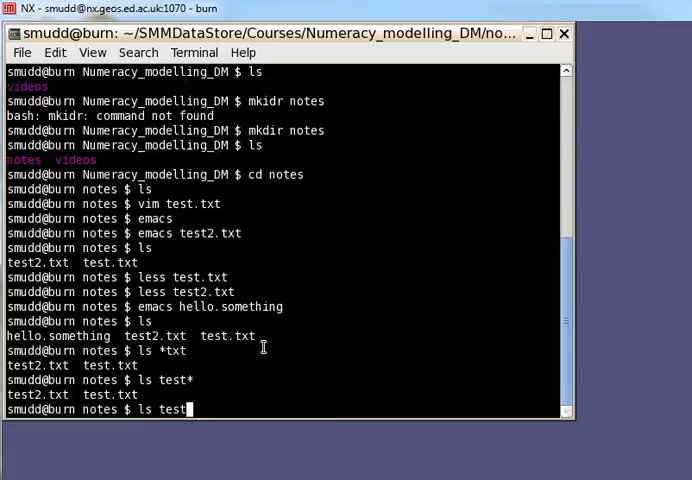 NX - smudd@nx.geos.ed.ac.uk:1070 - burn
smudd@burn: ~/SMMDataStore/Courses/Numeracy_modelling_DM/no...
File Edit View Terminal Help
smudd@burn Numeracy_modelling_DM $ ls
videos
smudd@burn Numeracy_modelling_DM $ mkidr notes
bash: mkidr: command not found
smudd@burn Numeracy_modelling_DM $ mkdir notes
smudd@burn Numeracy_modelling_DM $ ls
notes videos
smudd@burn Numeracy_modelling_DM $ cd notes
smudd@burn notes $ ls
smudd@burn notes $ vim test.txt
smudd@burn notes $ emacs
smudd@burn notes $ emacs test2.txt
smudd@burn notes $ ls
test2.txt test.txt
smudd@burn notes $ less test.txt
smudd@burn notes $ less test2.txt
smudd@burn notes $ emacs hello.something
smudd@burn notes $ ls
hello.something test2.txt test.txt
smudd@burn notes $ ls *txt
test2.txt test.txt
smudd@burn notes $ ls test*
test2.txt test.txt
smudd@burn notes $ ls test